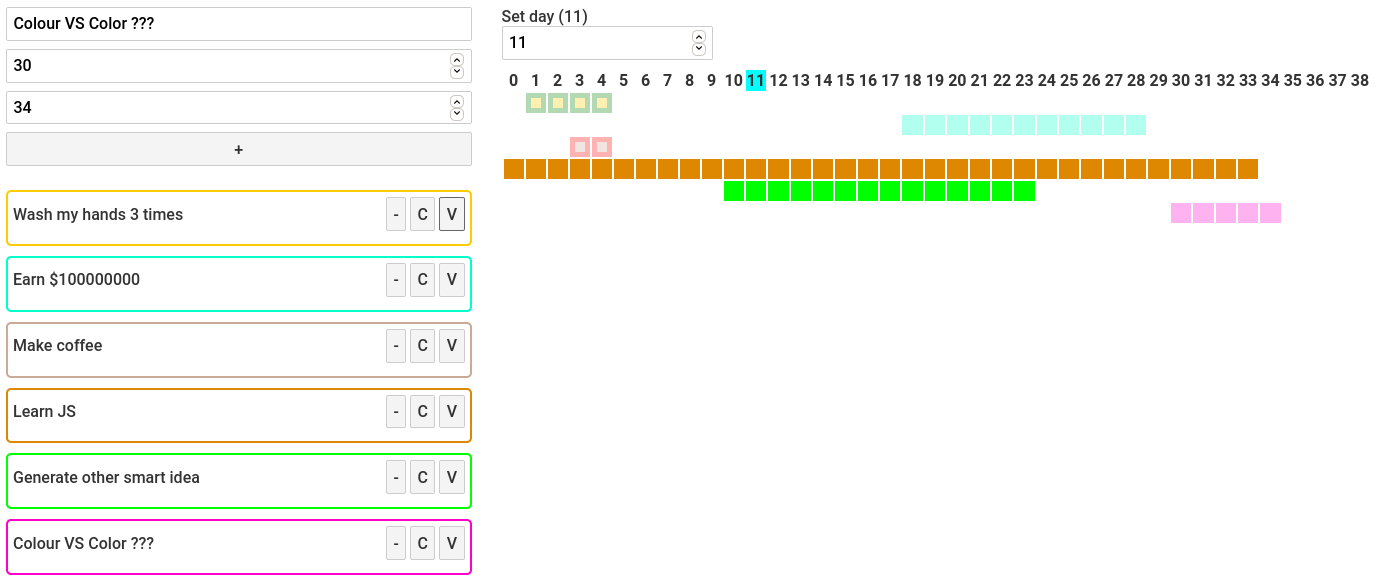 Colour VS Color ???
30
34
+
Wash my hands 3 times - C V
Earn $100000000 - C V
Make coffee - C V
Learn JS - C V
Generate other smart idea - C V
Colour VS Color ??? - C V
Set day (11)
11
0 1 2 3 4 5 6 7 8 9 10 11 12 13 14 15 16 17 18 19 20 21 22 23 24 25 26 27 28 29 30 31 32 33 34 35 36 37 38